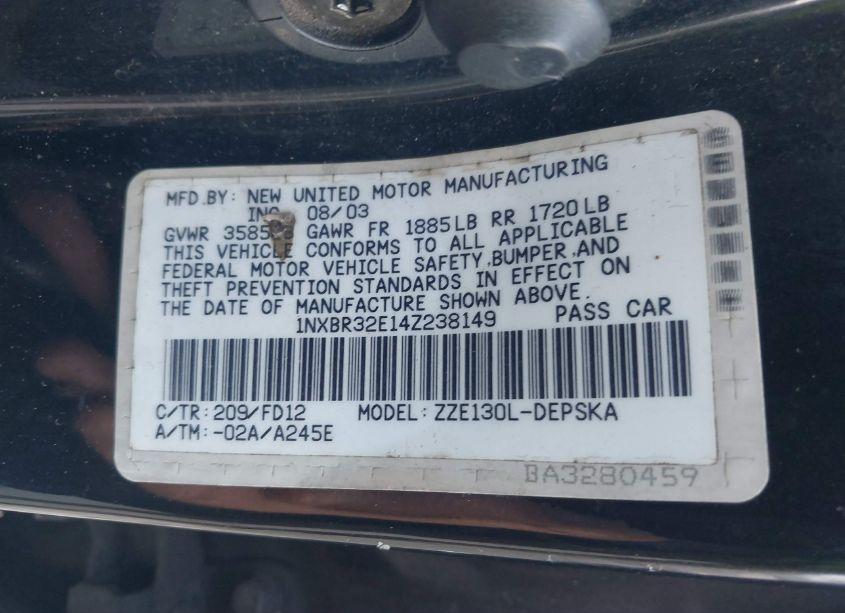 MFD.BY: NEW UNITED MOTOR MANUFACTURING
INC. 08/03
GVWR GAWR FR 1885LB RR 1720LB
THIS VEHICLE CONFORMS TO ALL APPLICABLE
FEDERAL MOTOR VEHICLE SAFETY,BUMPER,AND
THEFT PREVENTION STANDARDS IN EFFECT ON
THE DATE OF MANUFACTURE SHOWN ABOVE.
1NXBR32E14Z238149 PASS CAR
C/TR:209/FD12 MODEL:ZZE130L-DEPSKA
A/TM:-02A/A245E
BA3280459